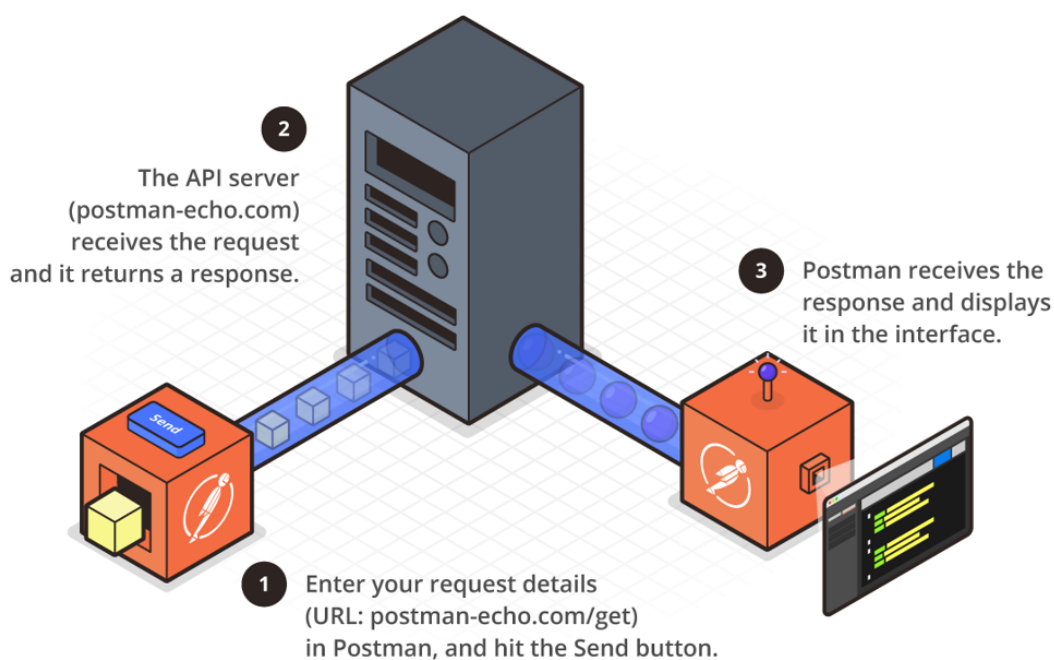 2
The API server
(postman-echo.com)
receives the request
and it returns a response.
3
Postman receives the
response and displays
it in the interface.
Send
1
Enter your request details
(URL: postman-echo.com/get)
in Postman, and hit the Send button.